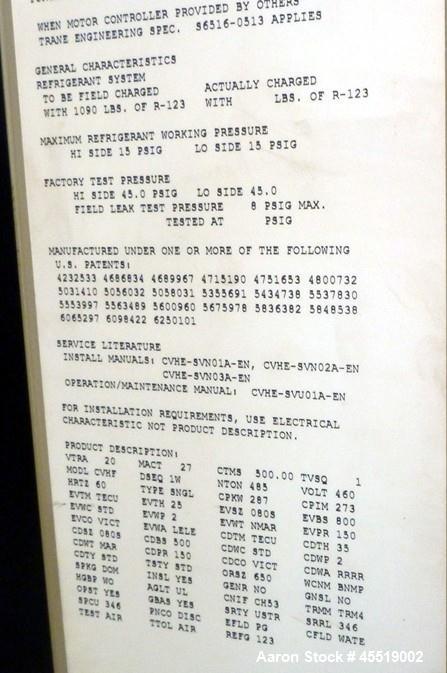 WHEN MOTOR CONTROLLER PROVIDED BY OTHERS
TRANE ENGINEERING SPEC. S6516-0513 APPLIES
GENERAL CHARACTERISTICS
REFRIGERANT SYSTEM
TO BE FIELD CHARGED ACTUALLY CHARGED
WITH 1090 LBS. OF R-123 WITH LBS. OF R-123
MAXIMUM REFRIGERANT WORKING PRESSURE
HI SIDE 15 PSIG LO SIDE 15 PSIG
FACTORY TEST PRESSURE
HI SIDE 45.0 PSIG LO SIDE 45.0
FIELD LEAK TEST PRESSURE 8 PSIG MAX.
TESTED AT PSIG
MANUFACTURED UNDER ONE OR MORE OF THE FOLLOWING
U.S. PATENTS:
4232533 4686834 4689967 4715190 4751653 4800732
5031410 5056032 5058031 5355691 5434738 5537830
5553997 5563489 5600960 5675978 5836382 5848538
6065297 6098422 6250101
SERVICE LITERATURE
INSTALL MANUALS: CVHE-SVN01A-EN, CVHE-SVN02A-EN
CVHE-SVN03A-EN
OPERATION/MAINTENANCE MANUAL: CVHE-SVU01A-EN
FOR INSTALLATION REQUIREMENTS, USE ELECTRICAL
CHARACTERISTIC NOT PRODUCT DESCRIPTION.
PRODUCT DESCRIPTION:
VTRA 20 MACT 27 CTMS 500.00 TVSQ 1
MODL CVHF DSEQ 1W NTON 485 VOLT 460
HRTZ 60 TYPE SNGL CPKW 287 CPIM 273
EVTM TECU EVTH 25 EVSZ 080S EVBS 800
EVWC STD EVWP 2 EVWT NMAR EVPR 150
EVCO VICT EVWA LELE CDTM TECU CDTH 35
CDSZ 080S CDBS 500 CDWC STD CDWP 2
CDWT MAR CDPR 150 CDCO VICT CDWA RRRR
CDTY STD TSTY STD ORSZ 650 WCNM BNMP
SPKG DOM INSL YES GENR NO GNSL NO
HGBP WO AGLT UL CNIF CH53 TRMM TRM4
OPST YES GBAS YES SRTY USTR SRRL 346
SPCU 346 PNCO DISC EFLD PG CFLD WATE
TEST AIR TTOL AIR REFG 123
Aaron Stock # 45519002